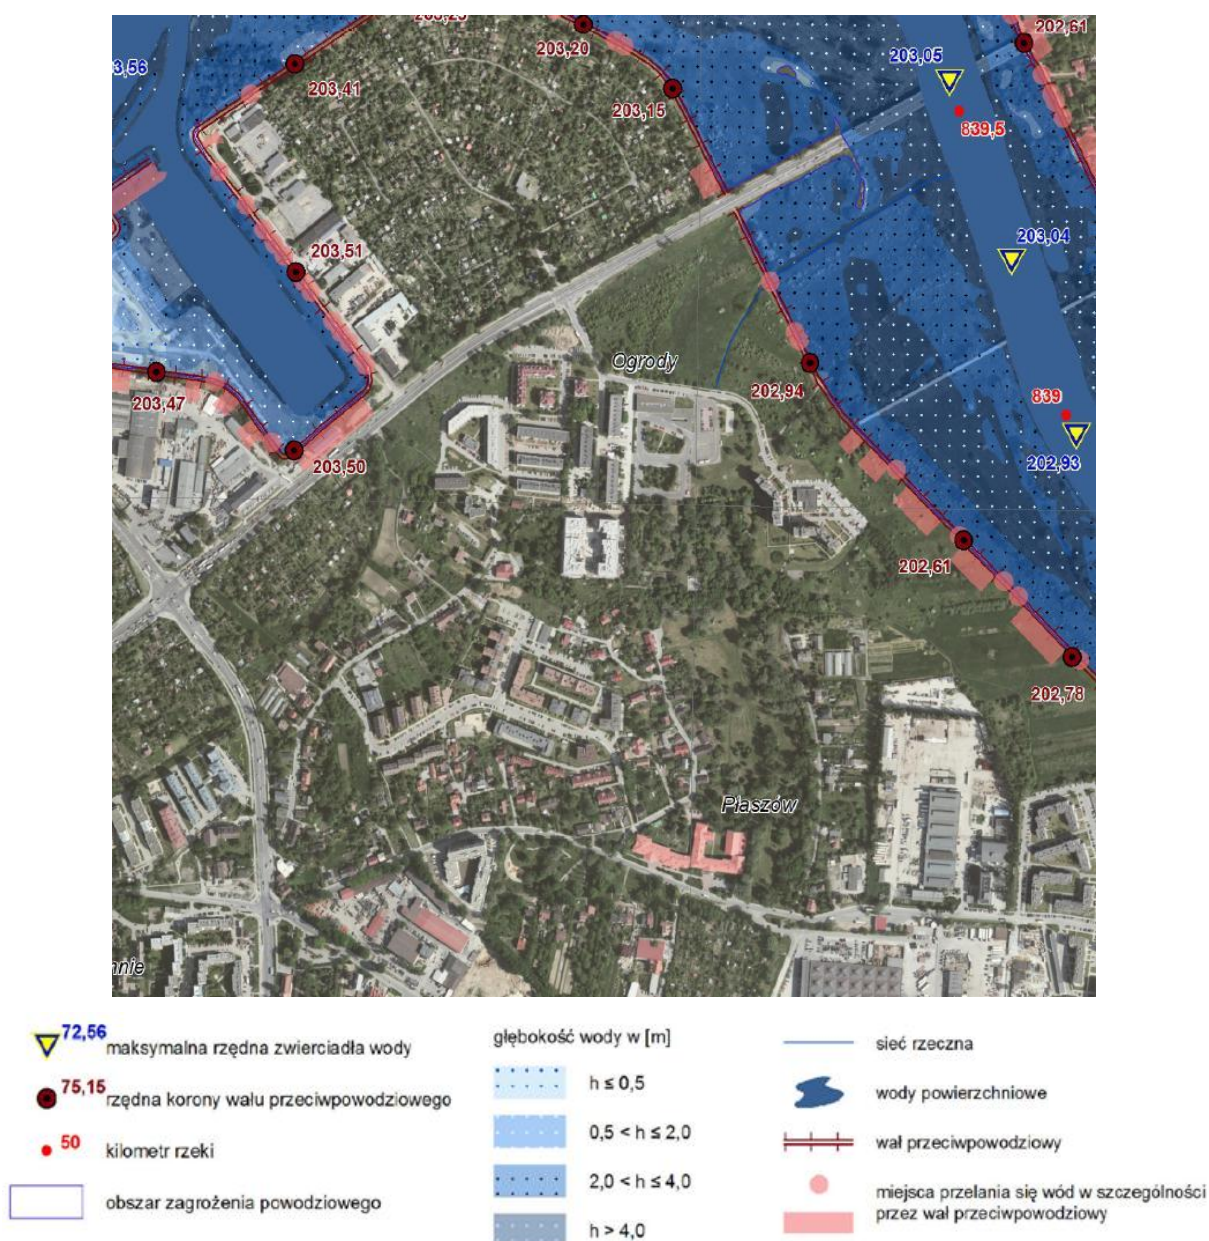 203,20
202,61
203,56
203,41
203,05
203,15
839,5
203,51
203,04
Ogrody
203,47
202,94
839
203,50
202,93
202,61
202,78
Płaszów
72,56
maksymalna rzędna zwierciadła wody
75,15
rzędna korony wału przeciwpowodziowego
50
kilometr rzeki
obszar zagrożenia powodziowego
głębokość wody w [m]
h ≤ 0,5
0,5 < h ≤ 2,0
2,0 < h ≤ 4,0
h > 4,0
sieć rzeczna
wody powierzchniowe
wał przeciwpowodziowy
miejsca przelania się wód w szczególności
przez wał przeciwpowodziowy